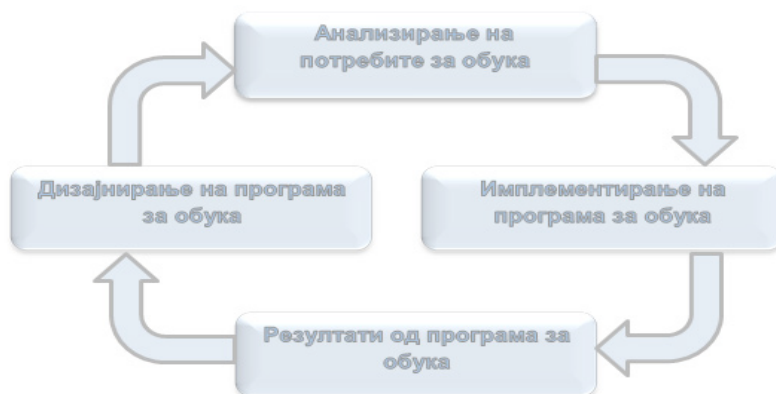 Анализирање на
потребите за обука
Дизајнирање на програма
за обука
Имплементирање на
програма за обука
Резултати од програма за
обука